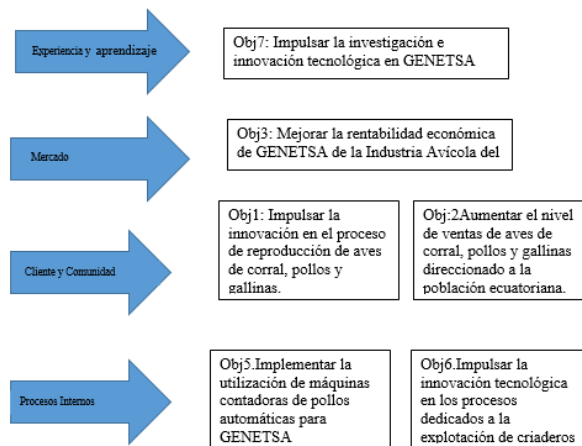 Experiencia y aprendizaje
Obj7: Impulsar la investigación e
innovación tecnológica en GENETSA
Mercado
Obj3: Mejorar la rentabilidad económica
de GENETSA de la Industria Avícola del
Cliente y Comunidad
Obj1: Impulsar la
innovación en el proceso
de reproducción de aves
de corral, pollos y
gallinas.
Obj:2Aumentar el nivel
de ventas de aves de
corral, pollos y gallinas
direccionado a la
población ecuatoriana.
Procesos Internos
Obj5.Implementar la
utilización de máquinas
contadoras de pollos
automáticas para
GENETSA
Obj6.Impulsar la
innovación tecnológica
en los procesos
dedicados a la
explotación de criaderos